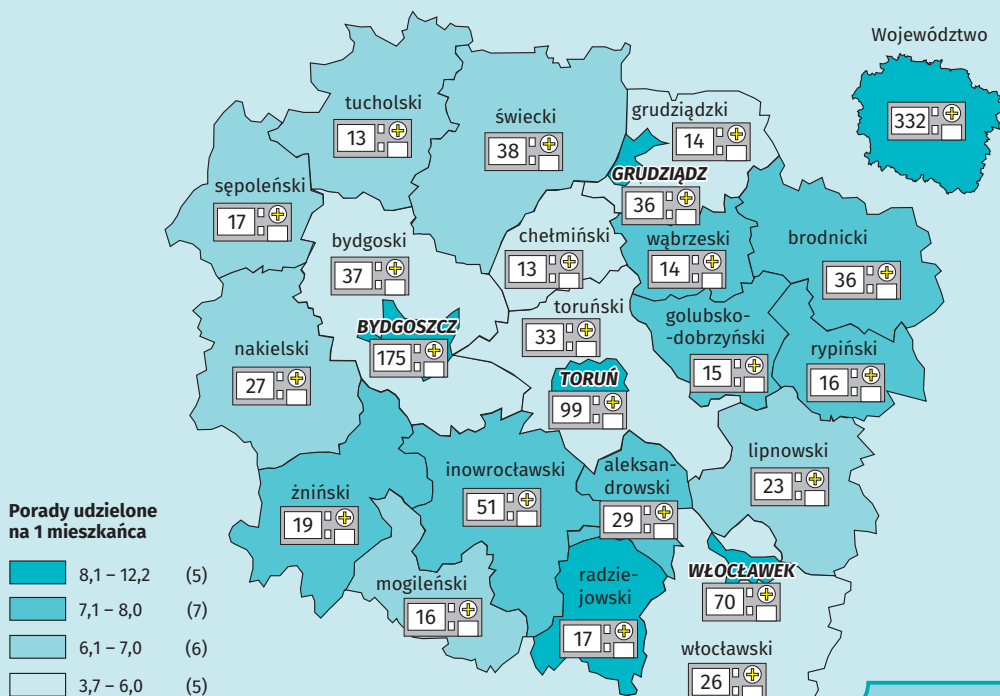 Województwo
332
tucholski
13
świecki
38
grudziądzki
14
GRUDZIĄDZ
36
sępoleński
17
bydgoski
37
chełmiński
13
wąbrzeski
14
brodnicki
36
BYDGOSZCZ
175
toruński
33
golubsko-
-dobrzyński
15
rypiński
16
nakielski
27
TORUŃ
99
lipnowski
23
inowrocławski
51
aleksan-
drowski
29
żniński
19
mogileński
16
radzie-
jowski
17
WŁOCŁAWEK
70
włocławski
26
Porady udzielone
na 1 mieszkańca
8,1 – 12,2 (5)
7,1 – 8,0 (7)
6,1 – 7,0 (6)
3,7 – 6,0 (5)